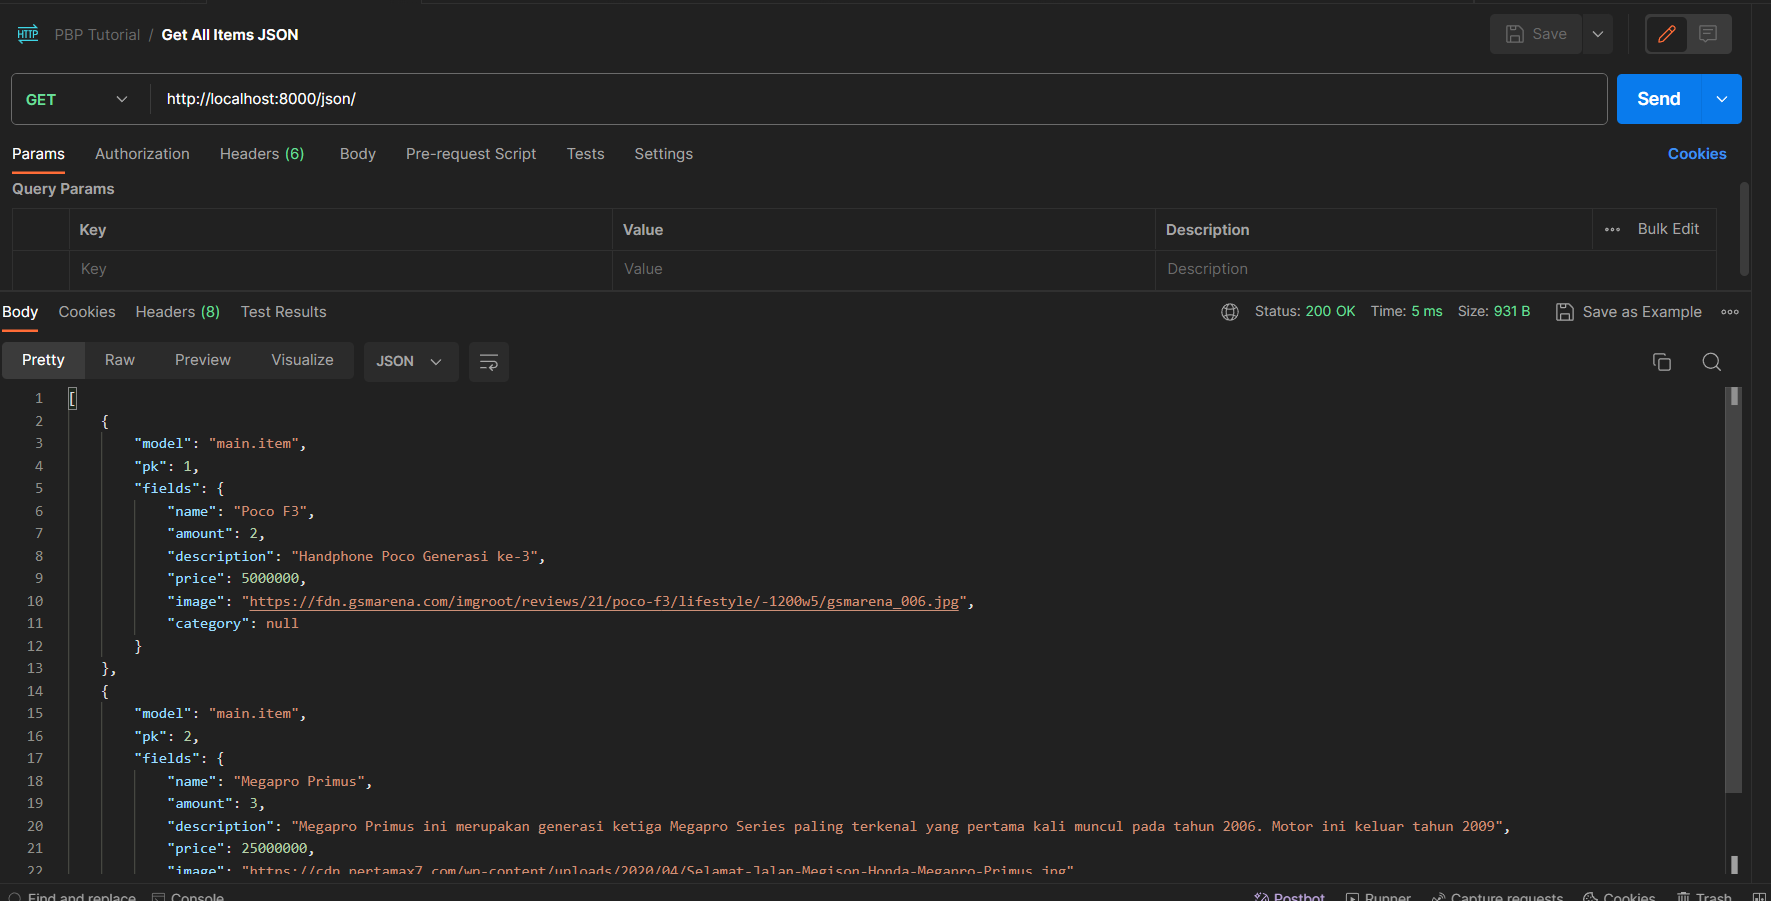 HTTP PBP Tutorial / Get All Items JSON Save
GET http://localhost:8000/json/ Send
Params Authorization Headers (6) Body Pre-request Script Tests Settings Cookies
Query Params
Key Value Description Bulk Edit
Key Value Description
Body Cookies Headers (8) Test Results Status: 200 OK Time: 5 ms Size: 931 B Save as Example
Pretty Raw Preview Visualize JSON
1 [
2 {
3 "model": "main.item",
4 "pk": 1,
5 "fields": {
6 "name": "Poco F3",
7 "amount": 2,
8 "description": "Handphone Poco Generasi ke-3",
9 "price": 5000000,
10 "image": "https://fdn.gsmarena.com/imgroot/reviews/21/poco-f3/lifestyle/-1200w5/gsmarena_006.jpg",
11 "category": null
12 }
13 },
14 {
15 "model": "main.item",
16 "pk": 2,
17 "fields": {
18 "name": "Megapro Primus",
19 "amount": 3,
20 "description": "Megapro Primus ini merupakan generasi ketiga Megapro Series paling terkenal yang pertama kali muncul pada tahun 2006. Motor ini keluar tahun 2009",
21 "price": 25000000,
22 "image": "https://cdn.pertamax7.com/wp-content/uploads/2020/04/Selamat-Jalan-Megison-Honda-Megapro-Primus.jpg"
Find and replace Console Postbot Runner Capture requests Cookies Trash